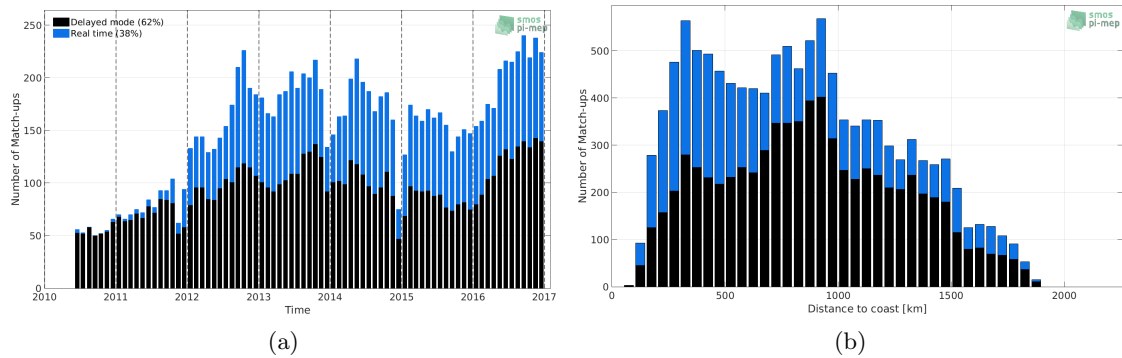 Delayed mode (62%)
Real time (38%)
smos
pi-mep
250
200
150
100
50
0
Number of Match-ups
2010
2011
2012
2013
2014
2015
2016
2017
Time
(a)
smos
pi-mep
500
400
300
200
100
0
Number of Match-ups
0
500
1000
1500
2000
Distance to coast [km]
(b)